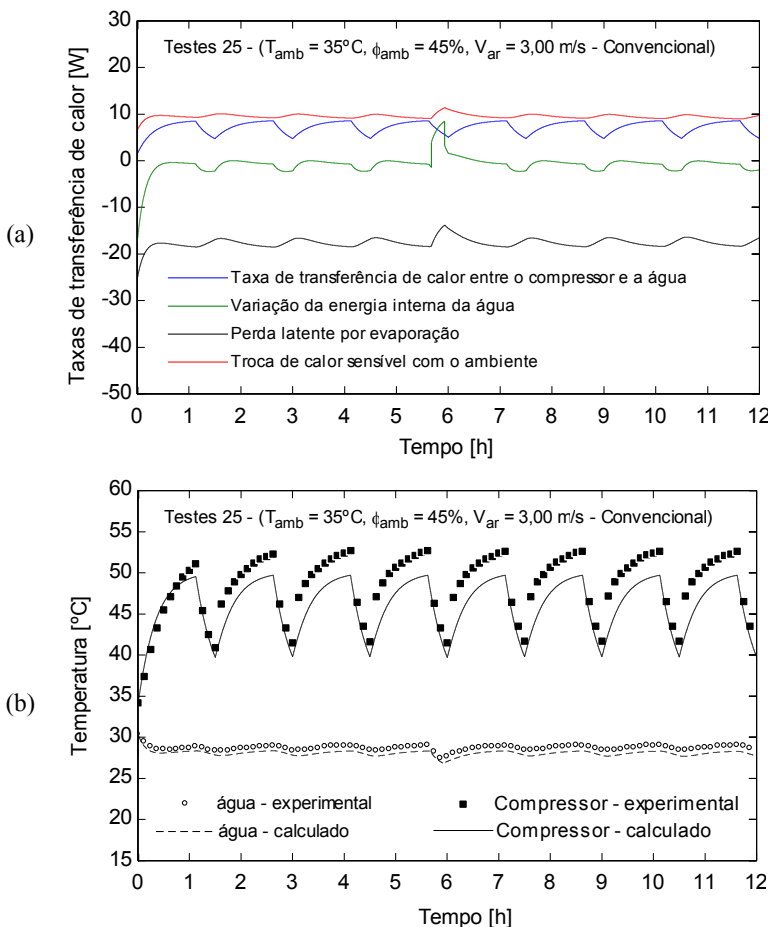 (a)
Taxas de transferência de calor [W]
30
20
10
0
-10
-20
-30
-40
-50
Testes 25 - (Tamb = 35ºC, ϕamb = 45%, Var = 3,00 m/s - Convencional)
Taxa de transferência de calor entre o compressor e a água
Variação da energia interna da água
Perda latente por evaporação
Troca de calor sensível com o ambiente
0 1 2 3 4 5 6 7 8 9 10 11 12
Tempo [h]
(b)
Temperatura [ºC]
60
55
50
45
40
35
30
25
20
15
Testes 25 - (Tamb = 35ºC, ϕamb = 45%, Var = 3,00 m/s - Convencional)
água - experimental Compressor - experimental
água - calculado Compressor - calculado
0 1 2 3 4 5 6 7 8 9 10 11 12
Tempo [h]